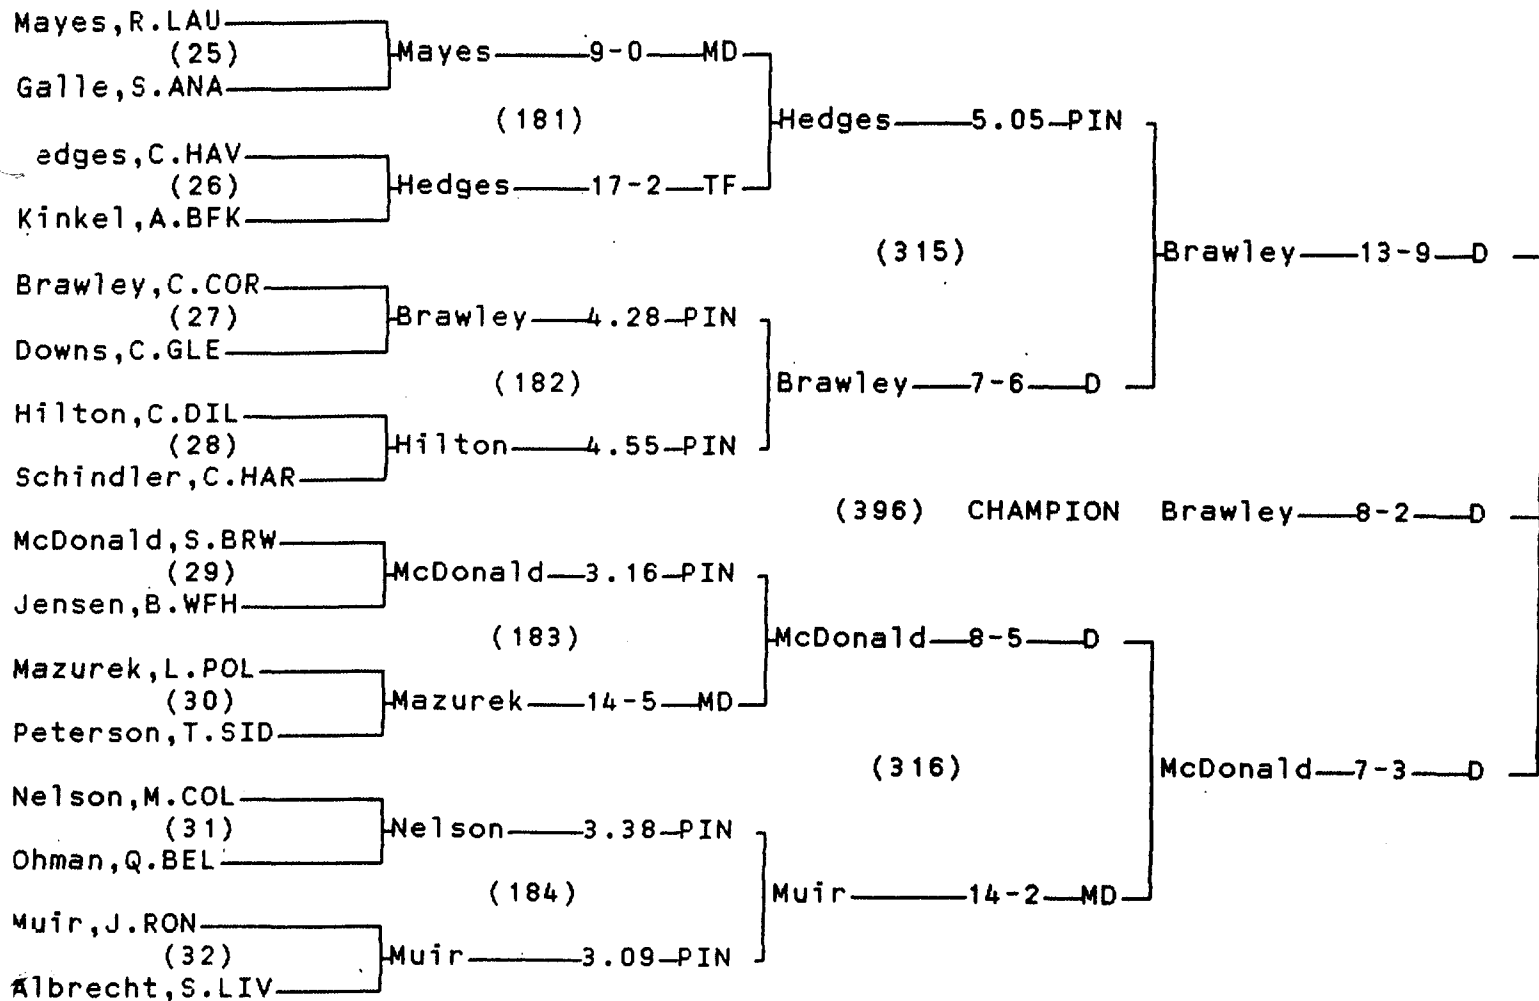 Mayes,R.LAU
(25) Mayes 9-0 MD
Galle,S.ANA
(181) Hedges 5.05 PIN
edges,C.HAV
(26) Hedges 17-2 TF
Kinkel,A.BFK
(315) Brawley 13-9 D
Brawley,C.COR
(27) Brawley 4.28 PIN
Downs,C.GLE
(182) Brawley 7-6 D
Hilton,C.DIL
(28) Hilton 4.55 PIN
Schindler,C.HAR
(396) CHAMPION Brawley 8-2 D
McDonald,S.BRW
(29) McDonald 3.16 PIN
Jensen,B.WFH
(183) McDonald 8-5 D
Mazurek,L.POL
(30) Mazurek 14-5 MD
Peterson,T.SID
(316) McDonald 7-3 D
Nelson,M.COL
(31) Nelson 3.38 PIN
Ohman,Q.BEL
(184) Muir 14-2 MD
Muir,J.RON
(32) Muir 3.09 PIN
Albrecht,S.LIV